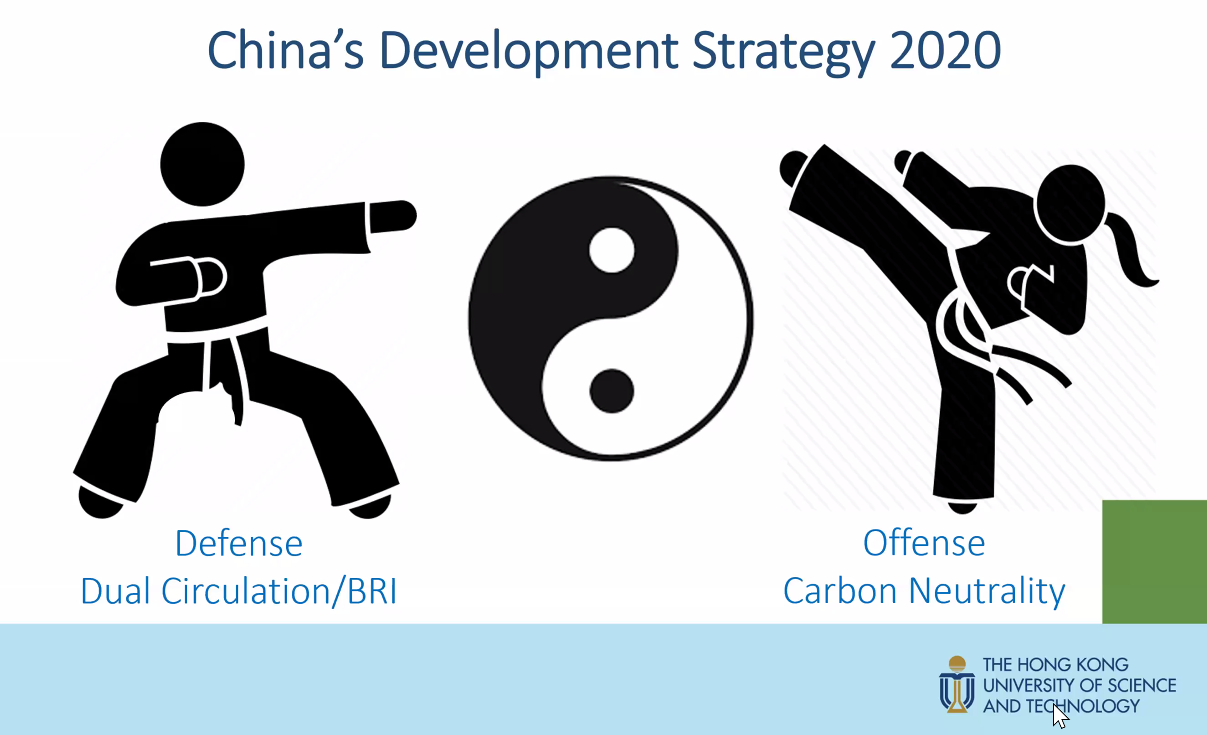 China's Development Strategy 2020
Defense
Dual Circulation/BRI
Offense
Carbon Neutrality
THE HONG KONG
UNIVERSITY OF SCIENCE
AND TECHNOLOGY